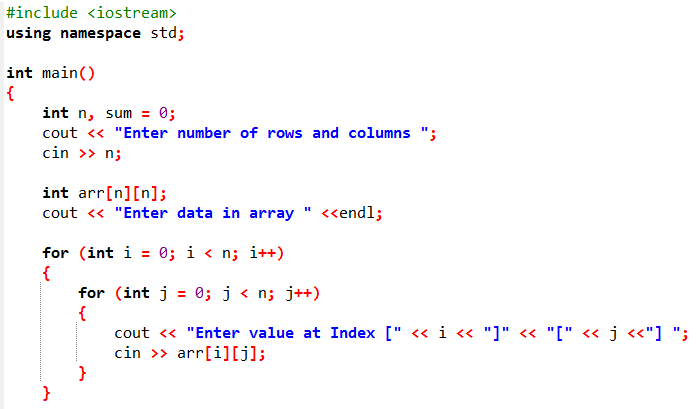 #include <iostream>
using namespace std;
int main()
{
int n, sum = 0;
cout << "Enter number of rows and columns ";
cin >> n;
int arr[n][n];
cout << "Enter data in array " <<endl;
for (int i = 0; i < n; i++)
{
for (int j = 0; j < n; j++)
{
cout << "Enter value at Index [" << i << "]" << "[" << j <<"] ";
cin >> arr[i][j];
}
}